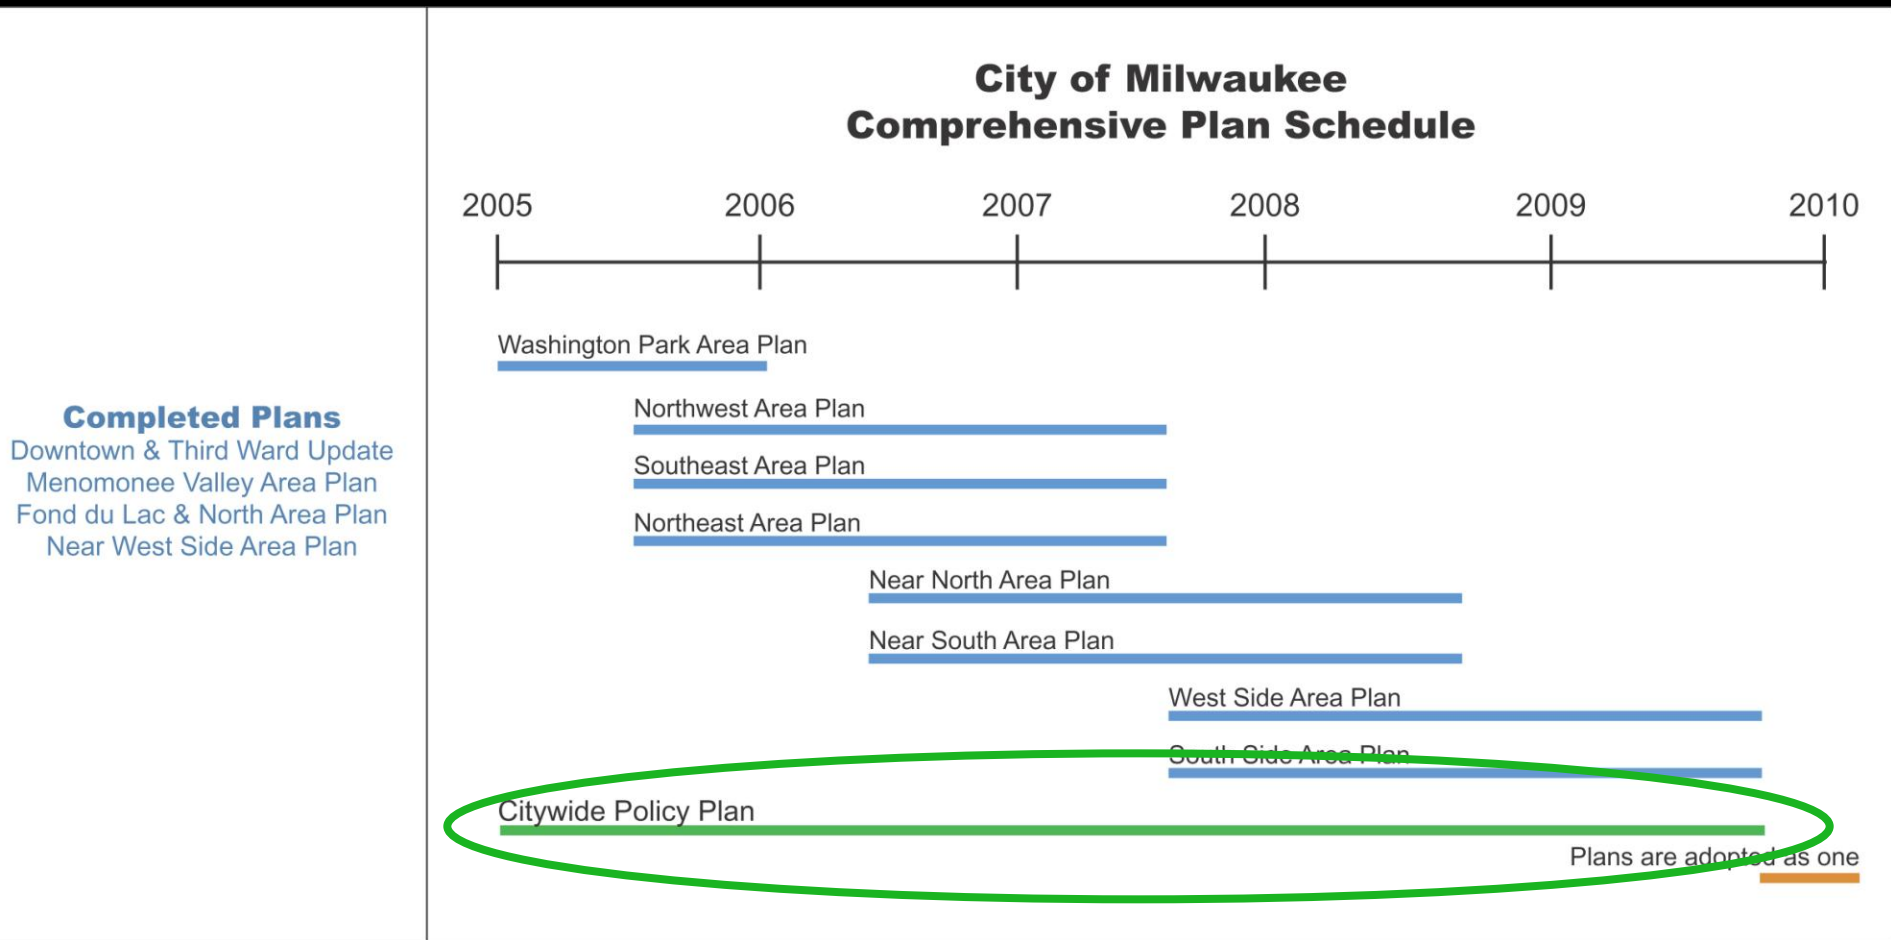 City of Milwaukee
Comprehensive Plan Schedule
2005 2006 2007 2008 2009 2010
Completed Plans
Downtown & Third Ward Update
Menomonee Valley Area Plan
Fond du Lac & North Area Plan
Near West Side Area Plan
Washington Park Area Plan
Northwest Area Plan
Southeast Area Plan
Northeast Area Plan
Near North Area Plan
Near South Area Plan
West Side Area Plan
South Side Area Plan
Citywide Policy Plan
Plans are adopted as one